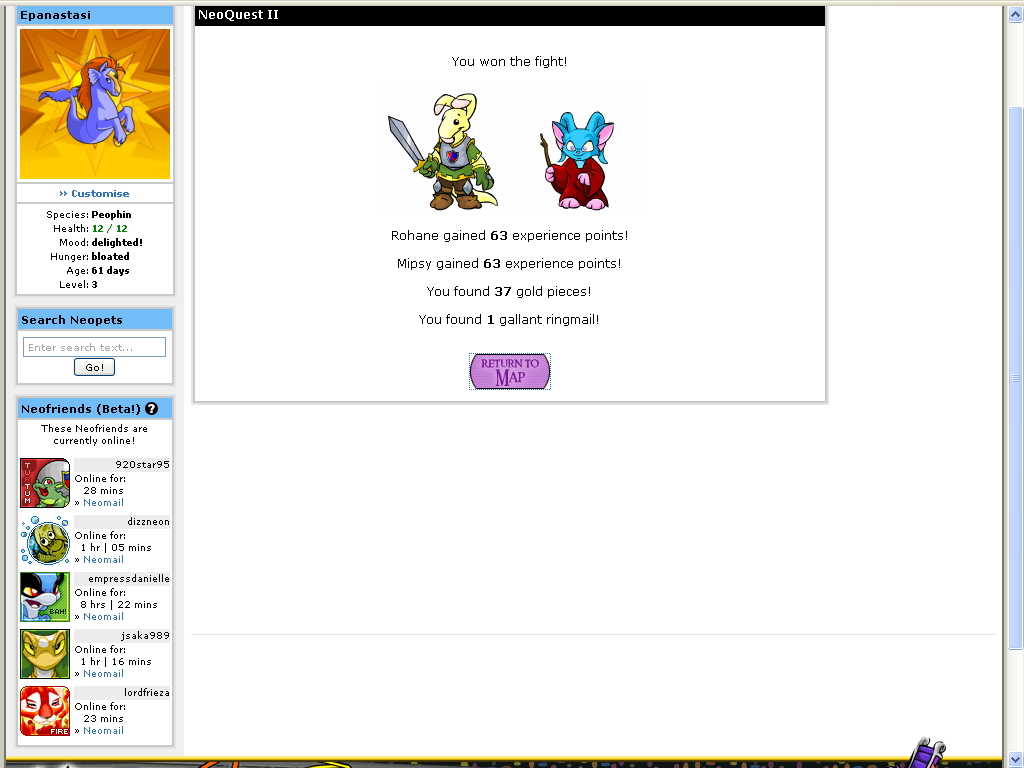 Epanastasi
NeoQuest II
You won the fight!
Rohane gained 63 experience points!
Mipsy gained 63 experience points!
You found 37 gold pieces!
You found 1 gallant ringmail!
RETURN TO
MAP
›› Customise
Species: Peophin
Health: 12 / 12
Mood: delighted!
Hunger: bloated
Age: 61 days
Level: 3
Search Neopets
Enter search text...
Go!
Neofriends (Beta!) ?
These Neofriends are
currently online!
TURTUM
920star95
Online for:
28 mins
» Neomail
dizzneon
Online for:
1 hr | 05 mins
» Neomail
BAH!
empressdanielle
Online for:
8 hrs | 22 mins
» Neomail
jsaka989
Online for:
1 hr | 16 mins
» Neomail
FIRE
lordfrieza
Online for:
23 mins
» Neomail